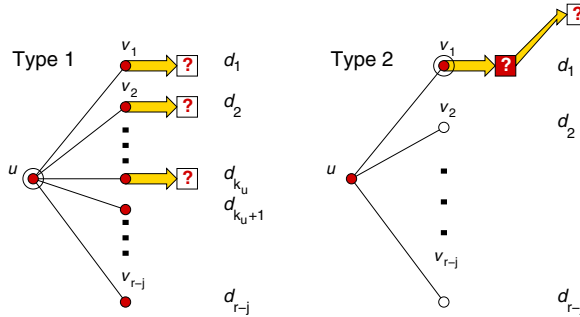 ?
Type 1
v1
?
d1
Type 2
v1
?
d1
v2
?
d2
v2
d2
u
?
dku
u
dku+1
vr-j
vr-j
dr-j
dr-j